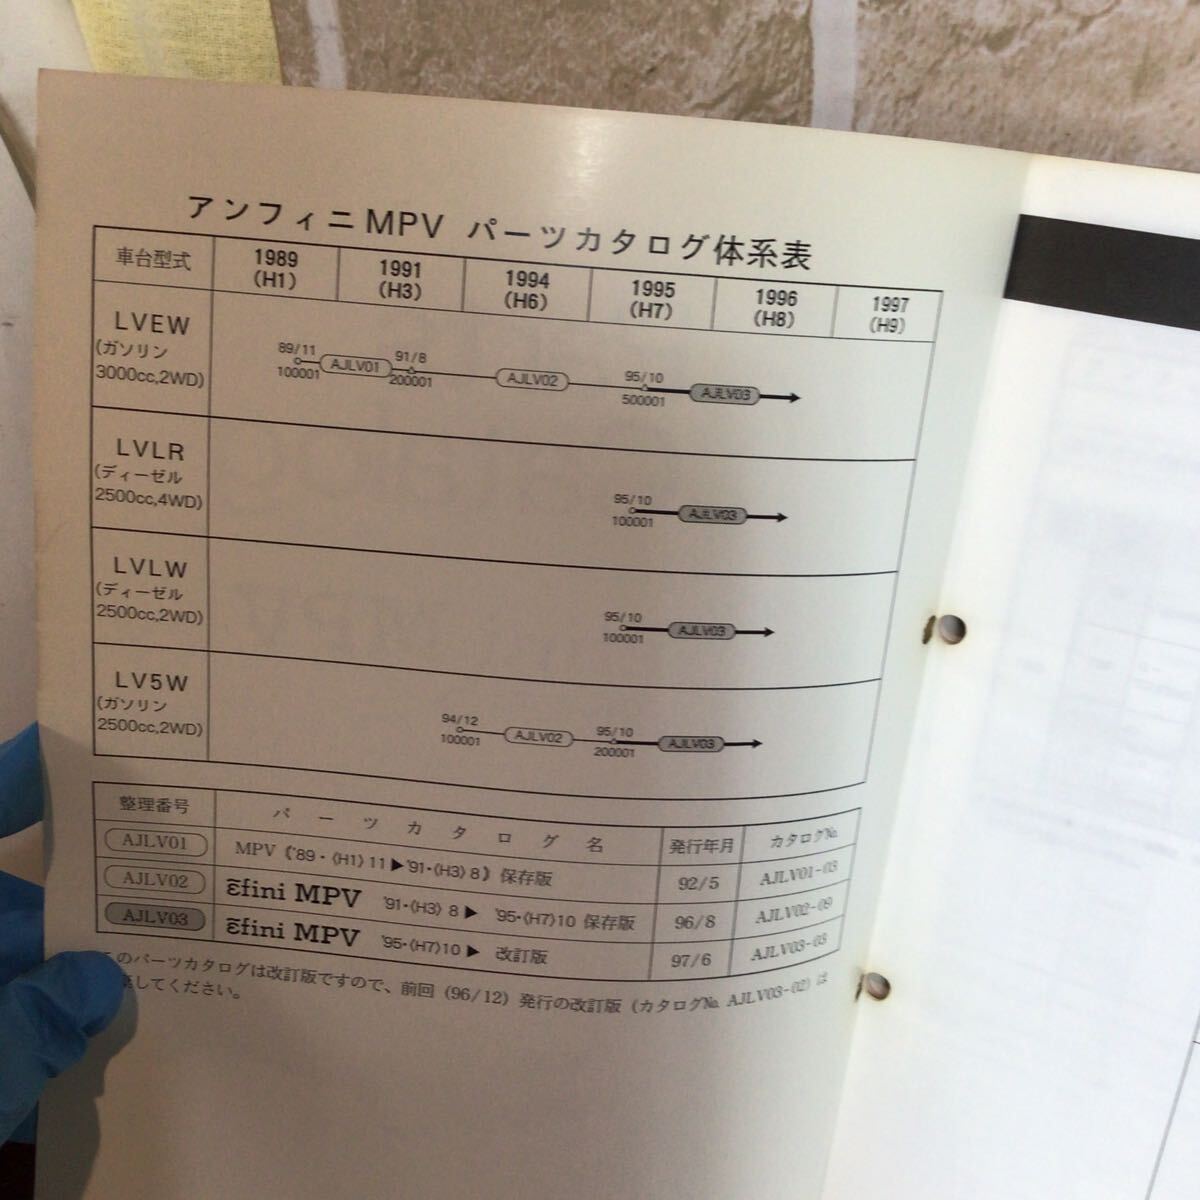 アンフィニMPV パーツカタログ体系表
車台型式 1989 (H1) 1991 (H3) 1994 (H6) 1995 (H7) 1996 (H8) 1997 (H9)
LVEW
(ガソリン
3000cc,2WD)
89/11 100001 AJLV01 91/8 200001 AJLV02 95/10 500001 AJLV03
LVLR
(ディーゼル
2500cc,4WD)
95/10 100001 AJLV03
LVLW
(ディーゼル
2500cc,2WD)
95/10 100001 AJLV03
LV5W
(ガソリン
2500cc,2WD)
94/12 100001 AJLV02 95/10 200001 AJLV03
整理番号 パーツカタログ名 発行年月 カタログ№
AJLV01 MPV('89・(H1)11▶'91・(H3)8) 保存版 92/5 AJLV01-03
AJLV02 ɛ̃fini MPV '91・(H3)8▶ '95・(H7)10 保存版 96/8 AJLV02-09
AJLV03 ɛ̃fini MPV '95・(H7)10▶ 改訂版 97/6 AJLV03-03
このパーツカタログは改訂版ですので、前回(96/12)発行の改訂版(カタログ№ AJLV03-02)は
してください。